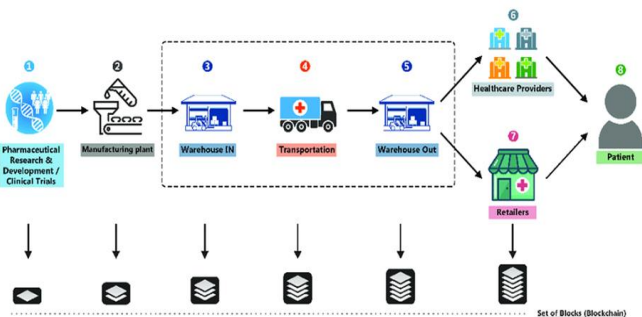 1
2
3
4
5
6
7
8
Pharmaceutical
Research &
Development /
Clinical Trials
Manufacturing plant
Warehouse IN
Transportation
Warehouse Out
Healthcare Providers
Retailers
Patient
Set of Blocks (Blockchain)